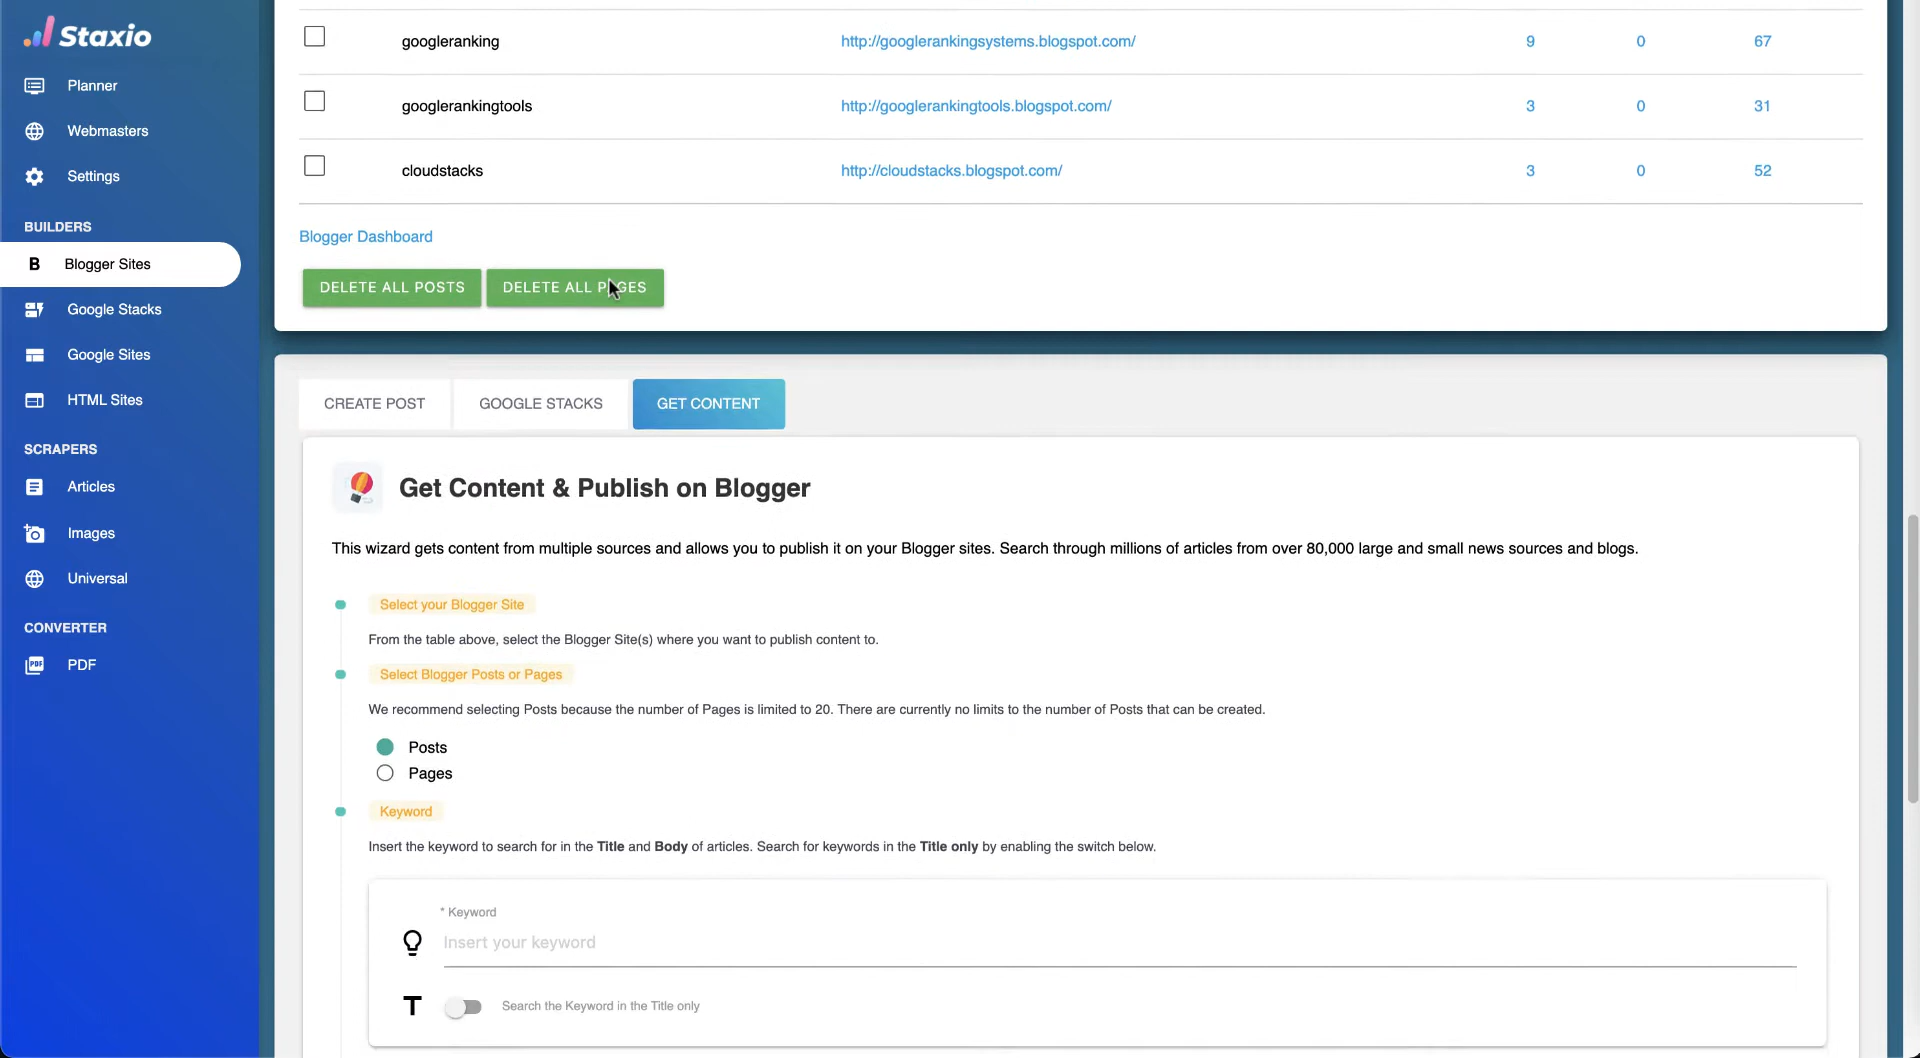 Staxio
Planner
Webmasters
Settings
BUILDERS
B Blogger Sites
Google Stacks
Google Sites
HTML Sites
SCRAPERS
Articles
Images
Universal
CONVERTER
PDF PDF
googleranking http://googlerankingsystems.blogspot.com/ 9 0 67
googlerankingtools http://googlerankingtools.blogspot.com/ 3 0 31
cloudstacks http://cloudstacks.blogspot.com/ 3 0 52
Blogger Dashboard
DELETE ALL POSTS DELETE ALL PAGES
CREATE POST GOOGLE STACKS GET CONTENT
Get Content & Publish on Blogger
This wizard gets content from multiple sources and allows you to publish it on your Blogger sites. Search through millions of articles from over 80,000 large and small news sources and blogs.
Select your Blogger Site
From the table above, select the Blogger Site(s) where you want to publish content to.
Select Blogger Posts or Pages
We recommend selecting Posts because the number of Pages is limited to 20. There are currently no limits to the number of Posts that can be created.
Posts
Pages
Keyword
Insert the keyword to search for in the Title and Body of articles. Search for keywords in the Title only by enabling the switch below.
* Keyword
Insert your keyword
T Search the Keyword in the Title only